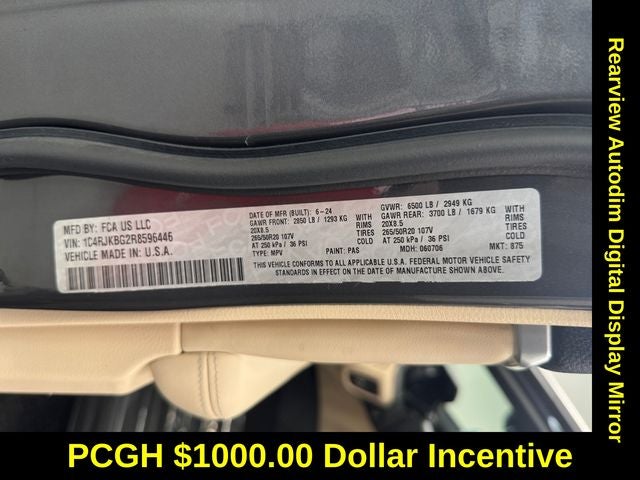 MFD BY: FCA US LLC
VIN: 1C4RJKBG2R8596446
VEHICLE MADE IN: U.S.A.
DATE OF MFR (BUILT): 6-24
GAWR FRONT: 2850 LB/ 1293 KG
20X8.5
265/50R20 107V
AT 250 kPa / 36 PSI
TYPE: MPV
WITH
RIMS
TIRES
COLD
PAINT: PAS
GVWR: 6500 LB/ 2949 KG
GAWR REAR: 3700 LB/ 1679 KG
20X8.5
265/50R20 107V
AT 250 kPa / 36 PSI
MDH: 060706
WITH
RIMS
TIRES
COLD
MKT: 875
THIS VEHICLE CONFORMS TO ALL APPLICABLE U.S.A. FEDERAL MOTOR VEHICLE SAFETY
STANDARDS IN EFFECT ON THE DATE OF MANUFACTURE SHOWN ABOVE.
Rearview Autodim Digital Display Mirror
PCGH $1000.00 Dollar Incentive